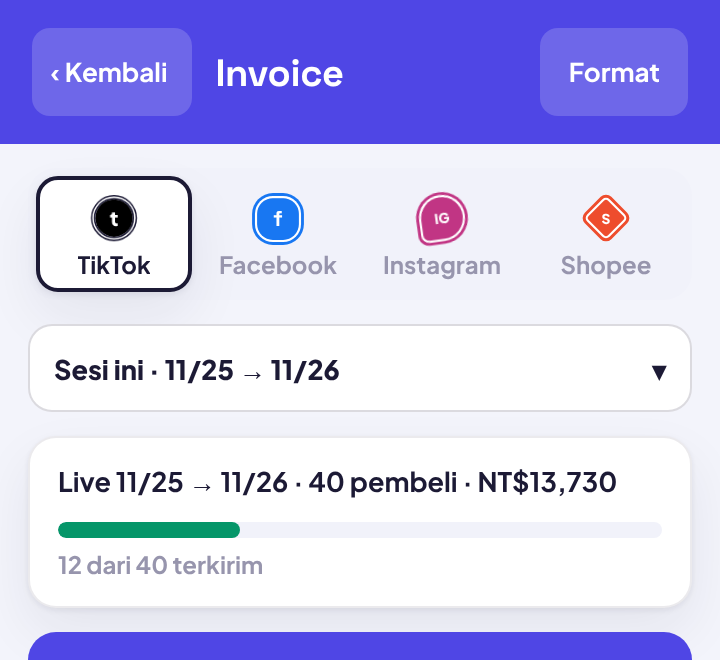 ‹ Kembali
Invoice
Format
t
f
IG
S
TikTok
Facebook
Instagram
Shopee
Sesi ini · 11/25 → 11/26 ▼
Live 11/25 → 11/26 · 40 pembeli · NT$13,730
12 dari 40 terkirim